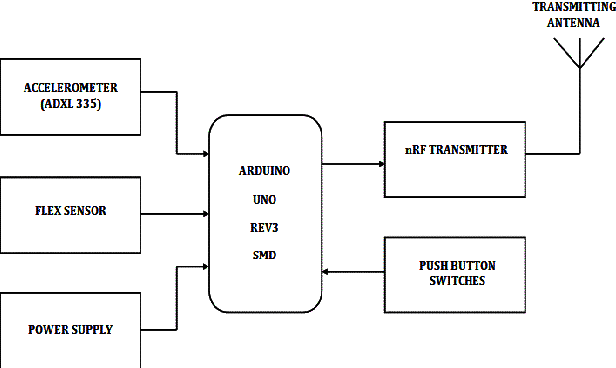 TRANSMITTING
ANTENNA
ACCELEROMETER
(ADXL 335)
FLEX SENSOR
POWER SUPPLY
ARDUINO
UNO
REV3
SMD
nRF TRANSMITTER
PUSH BUTTON
SWITCHES